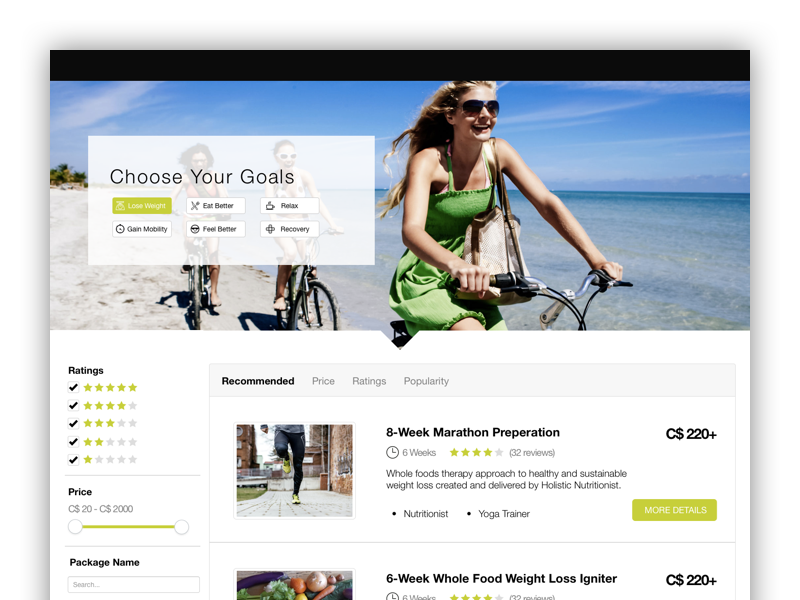 Choose Your Goals
Lose Weight
Eat Better
Relax
Gain Mobility
Feel Better
Recovery
Ratings
Price
C$ 20 - C$ 2000
Package Name
Search...
Recommended
Price
Ratings
Popularity
8-Week Marathon Preperation
C$ 220+
6 Weeks
(32 reviews)
Whole foods therapy approach to healthy and sustainable
weight loss created and delivered by Holistic Nutritionist.
• Nutritionist
• Yoga Trainer
MORE DETAILS
6-Week Whole Food Weight Loss Igniter
C$ 220+
6 Weeks
(32 reviews)